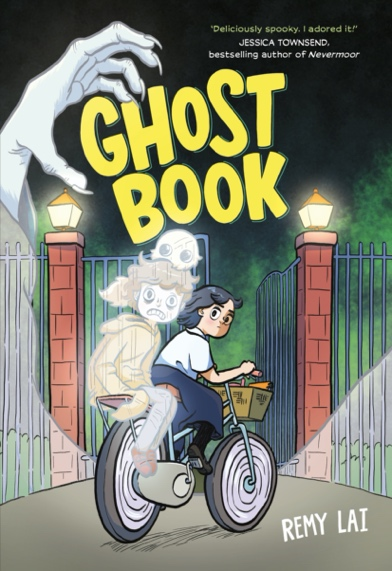 "Deliciously spooky. I adored it!"
JESSICA TOWNSEND,
bestselling author of Nevermoor
GHOST
BOOK
REMY LAI